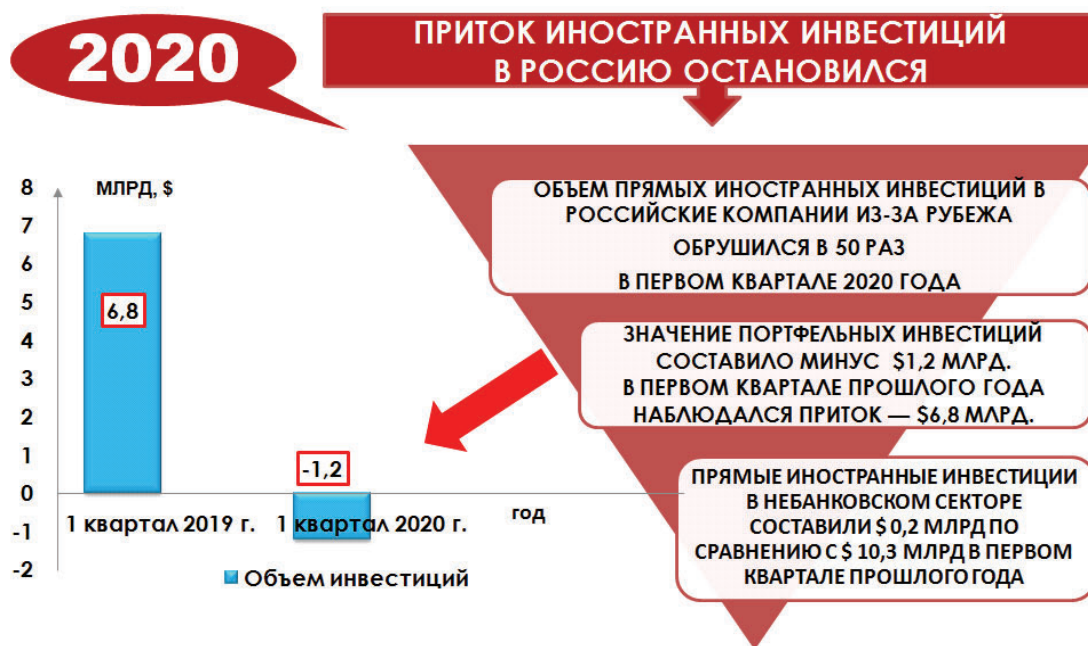 2020
ПРИТОК ИНОСТРАННЫХ ИНВЕСТИЦИЙ
В РОССИЮ ОСТАНОВИЛСЯ
МЛРД, $
8
7
6
5
4
3
2
1
0
-1
-2
6,8
-1,2
1 квартал 2019 г.
1 квартал 2020 г.
год
Объем инвестиций
ОБЪЕМ ПРЯМЫХ ИНОСТРАННЫХ ИНВЕСТИЦИЙ В
РОССИЙСКИЕ КОМПАНИИ ИЗ-ЗА РУБЕЖА
ОБРУШИЛСЯ В 50 РАЗ
В ПЕРВОМ КВАРТАЛЕ 2020 ГОДА
ЗНАЧЕНИЕ ПОРТФЕЛЬНЫХ ИНВЕСТИЦИЙ
СОСТАВИЛО МИНУС $1,2 МЛРД.
В ПЕРВОМ КВАРТАЛЕ ПРОШЛОГО ГОДА
НАБЛЮДАЛСЯ ПРИТОК — $6,8 МЛРД.
ПРЯМЫЕ ИНОСТРАННЫЕ ИНВЕСТИЦИИ
В НЕБАНКОВСКОМ СЕКТОРЕ
СОСТАВИЛИ $ 0,2 МЛРД ПО
СРАВНЕНИЮ С $ 10,3 МЛРД В ПЕРВОМ
КВАРТАЛЕ ПРОШЛОГО ГОДА